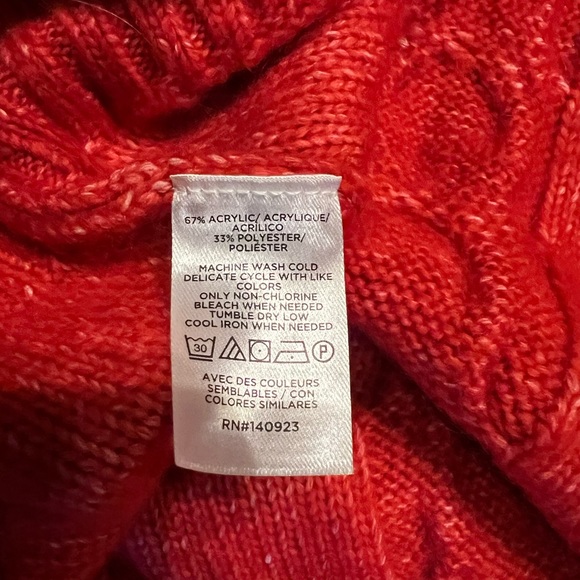 67% ACRYLIC/ ACRYLIQUE/
ACRÍLICO
33% POLYESTER/
POLIÉSTER
MACHINE WASH COLD
DELICATE CYCLE WITH LIKE
COLORS
ONLY NON-CHLORINE
BLEACH WHEN NEEDED
TUMBLE DRY LOW
COOL IRON WHEN NEEDED
30 P
AVEC DES COULEURS
SEMBLABLES / CON
COLORES SIMILARES
RN#140923